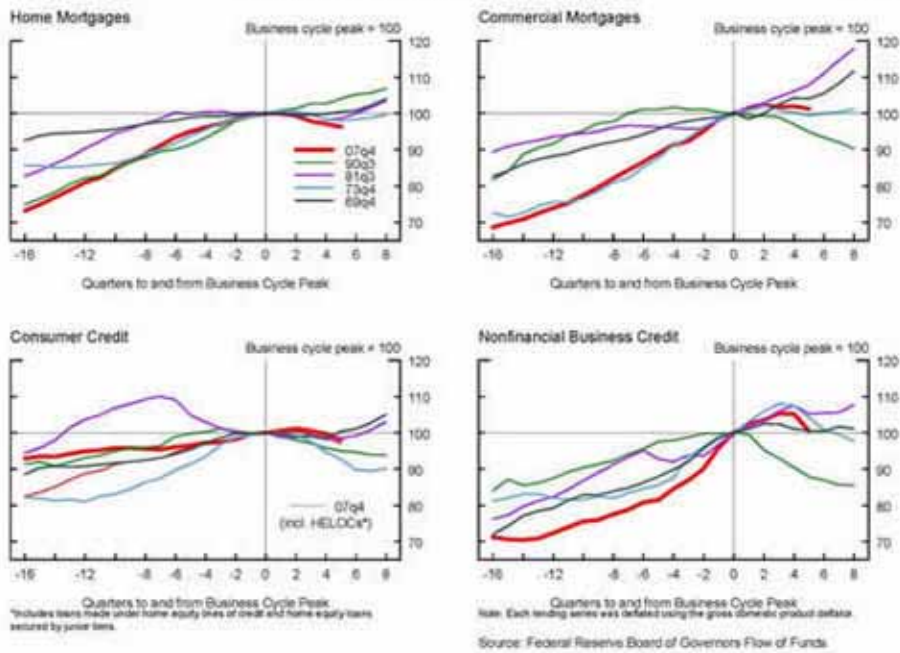 Home Mortgages
Business cycle peak = 100
120
110
100
90
80
70
07q4
90q3
81q3
73q4
69q4
-16 -12 -8 -6 -4 -2 0 2 4 6 8
Quarters to and from Business Cycle Peak
Commercial Mortgages
Business cycle peak = 100
120
110
100
90
80
70
-16 -12 -8 -6 -4 -2 0 2 4 6 8
Quarters to and from Business Cycle Peak
Consumer Credit
Business cycle peak = 100
120
110
100
90
80
70
07q4
(incl. HELOCs*)
-16 -12 -8 -6 -4 -2 0 2 4 6 8
Quarters to and from Business Cycle Peak
*Includes loans made under home equity lines of credit and home equity loans
secured by junior liens.
Nonfinancial Business Credit
Business cycle peak = 100
120
110
100
90
80
70
-16 -12 -8 -6 -4 -2 0 2 4 6 8
Quarters to and from Business Cycle Peak
Note: Each lending series was deflated using the gross domestic product deflator.
Source: Federal Reserve Board of Governors Flow of Funds